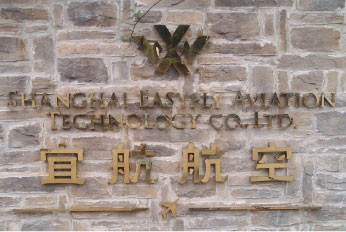 SHANGHAI EASYFLY AVIATION
TECHNOLOGY CO., LTD.
宜航航空